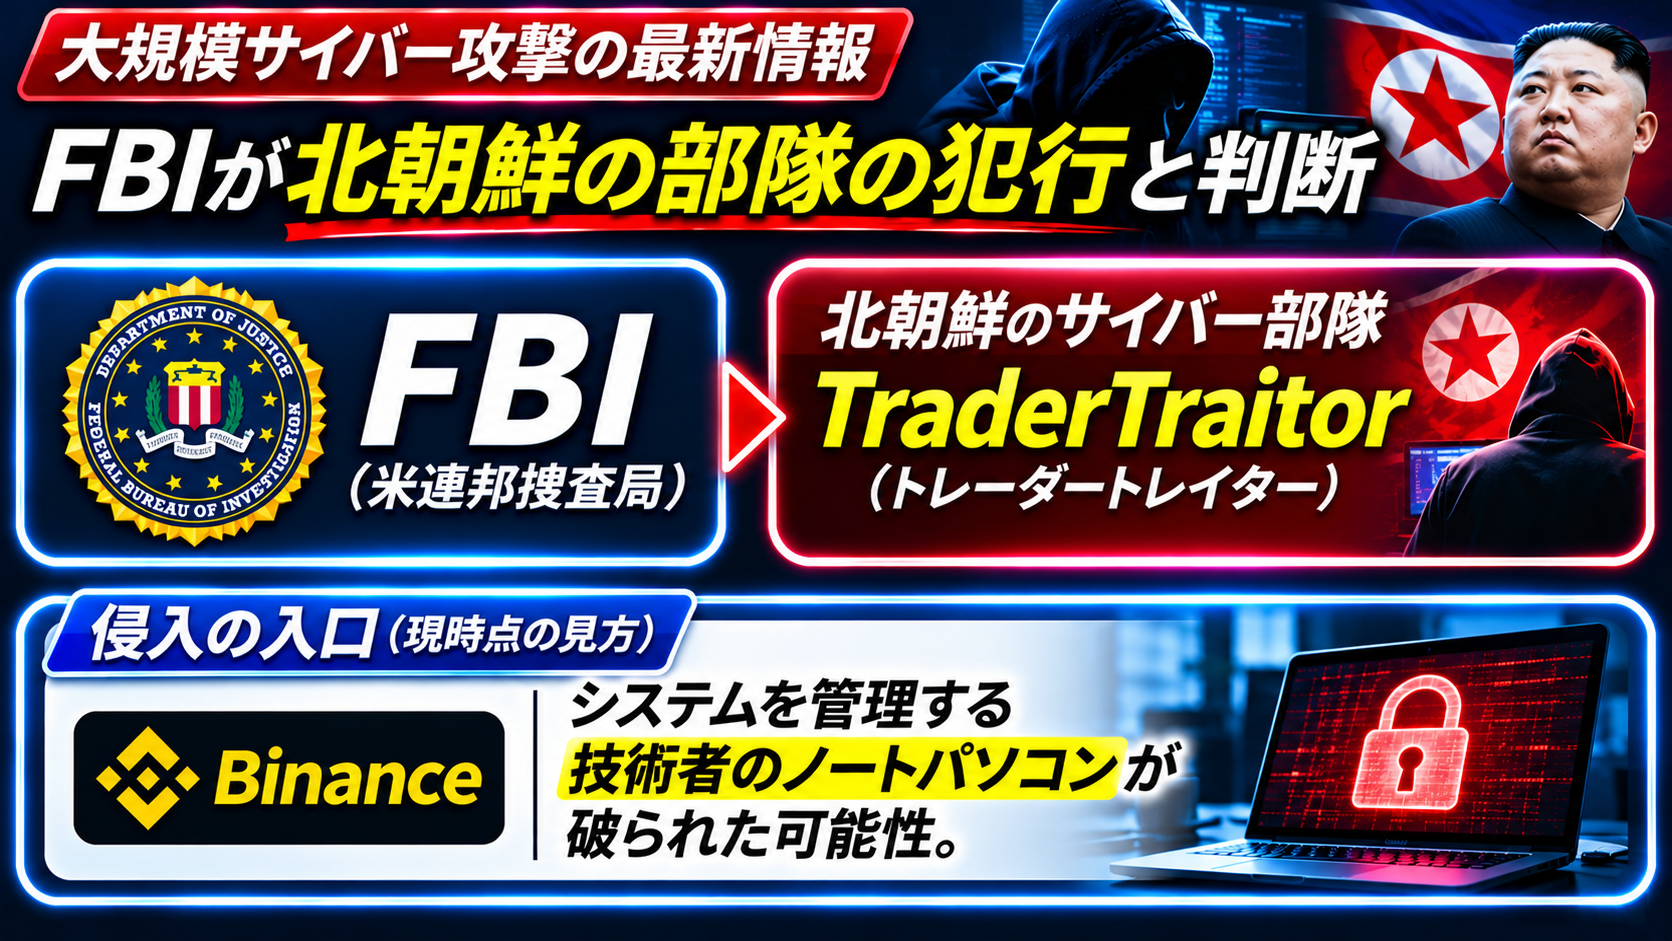 大規模サイバー攻撃の最新情報
FBIが北朝鮮の部隊の犯行と判断
DEPARTMENT OF JUSTICE
FEDERAL BUREAU OF INVESTIGATION
FBI
（米連邦捜査局）
北朝鮮のサイバー部隊
TraderTraitor
（トレーダートレイター）
侵入の入口（現時点の見方）
Binance
システムを管理する
技術者のノートパソコンが
破られた可能性。